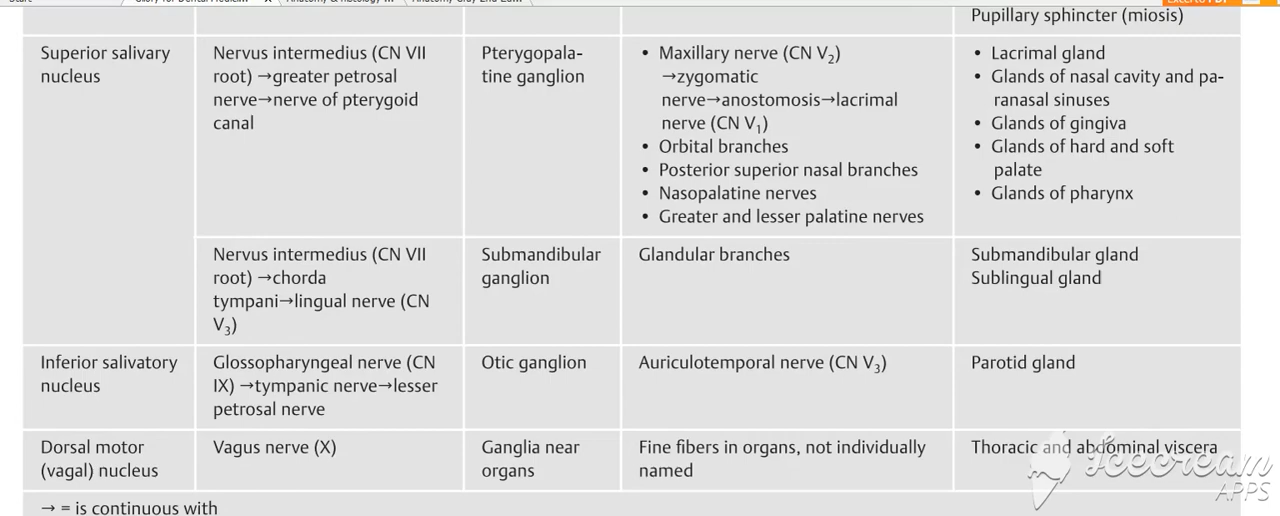 Start
Pupillary sphincter (miosis)
Superior salivary
nucleus
Nervus intermedius (CN VII
root) →greater petrosal
nerve→nerve of pterygoid
canal
Pterygopala-
tine ganglion
• Maxillary nerve (CN V2)
→zygomatic
nerve→anostomosis→lacrimal
nerve (CN V1)
• Orbital branches
• Posterior superior nasal branches
• Nasopalatine nerves
• Greater and lesser palatine nerves
• Lacrimal gland
• Glands of nasal cavity and pa-
ranasal sinuses
• Glands of gingiva
• Glands of hard and soft
palate
• Glands of pharynx
Nervus intermedius (CN VII
root) →chorda
tympani→lingual nerve (CN
V3)
Submandibular
ganglion
Glandular branches
Submandibular gland
Sublingual gland
Inferior salivatory
nucleus
Glossopharyngeal nerve (CN
IX) →tympanic nerve→lesser
petrosal nerve
Otic ganglion
Auriculotemporal nerve (CN V3)
Parotid gland
Dorsal motor
(vagal) nucleus
Vagus nerve (X)
Ganglia near
organs
Fine fibers in organs, not individually
named
Thoracic and abdominal viscera
→ = is continuous with
Icecream
APPS